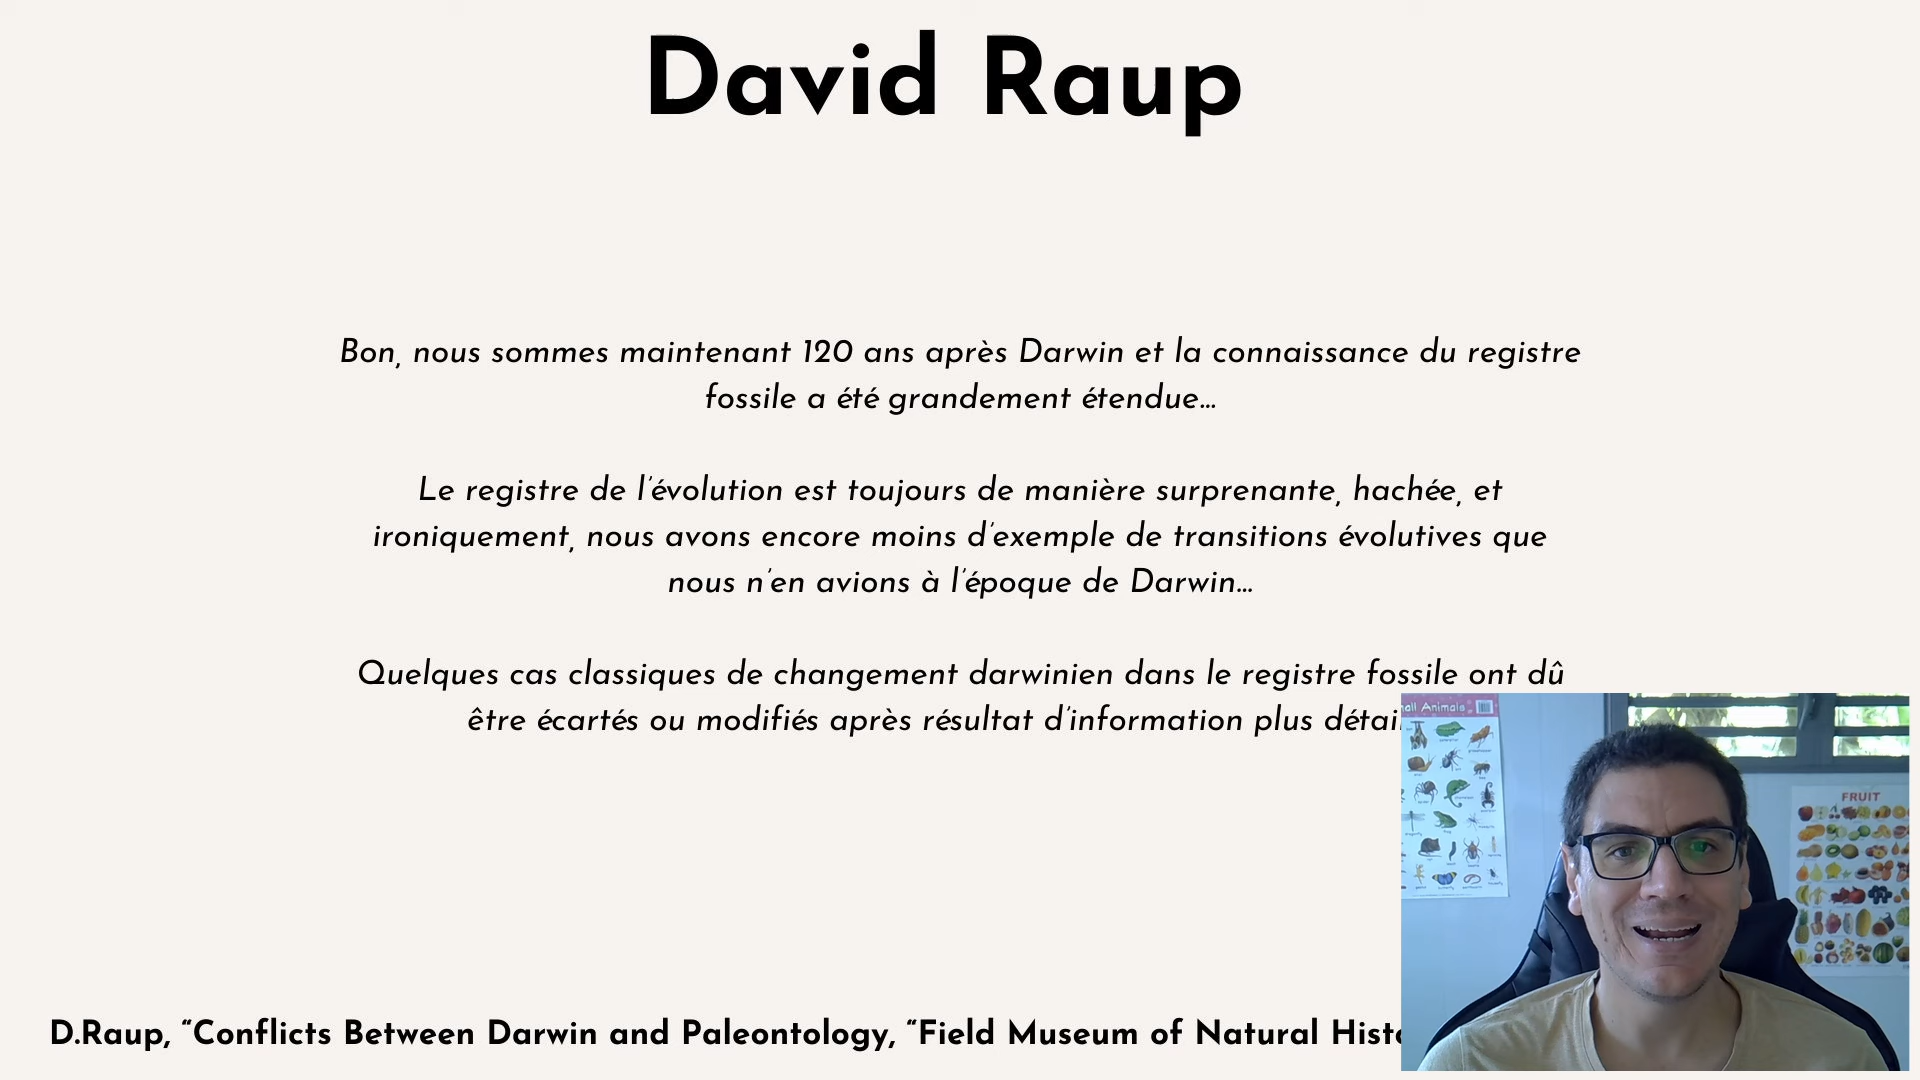 David Raup
Bon, nous sommes maintenant 120 ans après Darwin et la connaissance du registre
fossile a été grandement étendue...
Le registre de l'évolution est toujours de manière surprenante, hachée, et
ironiquement, nous avons encore moins d'exemple de transitions évolutives que
nous n'en avions à l'époque de Darwin...
Quelques cas classiques de changement darwinien dans le registre fossile ont dû
être écartés ou modifiés après résultat d'information plus
D.Raup, “Conflicts Between Darwin and Paleontology, “Field Museum of Natural
Animals
FRUIT